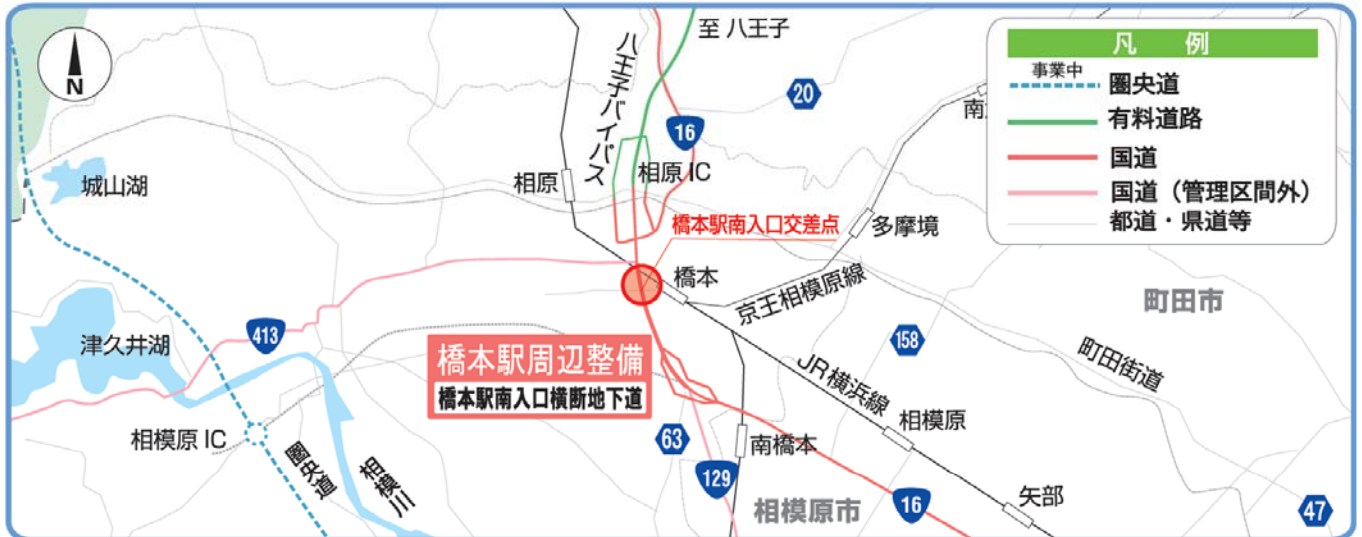 N
至 八王子
八王子バイパス
20
16
凡 例
事業中
圏央道
有料道路
国道
国道（管理区間外）
都道・県道等
城山湖
相原
相原 IC
橋本駅南入口交差点
多摩境
橋本
京王相模原線
町田市
津久井湖
413
橋本駅周辺整備
橋本駅南入口横断地下道
158
町田街道
JR横浜線
相模原 IC
圏央道
相模川
63
129
南橋本
相模原
相模原市
16
矢部
47